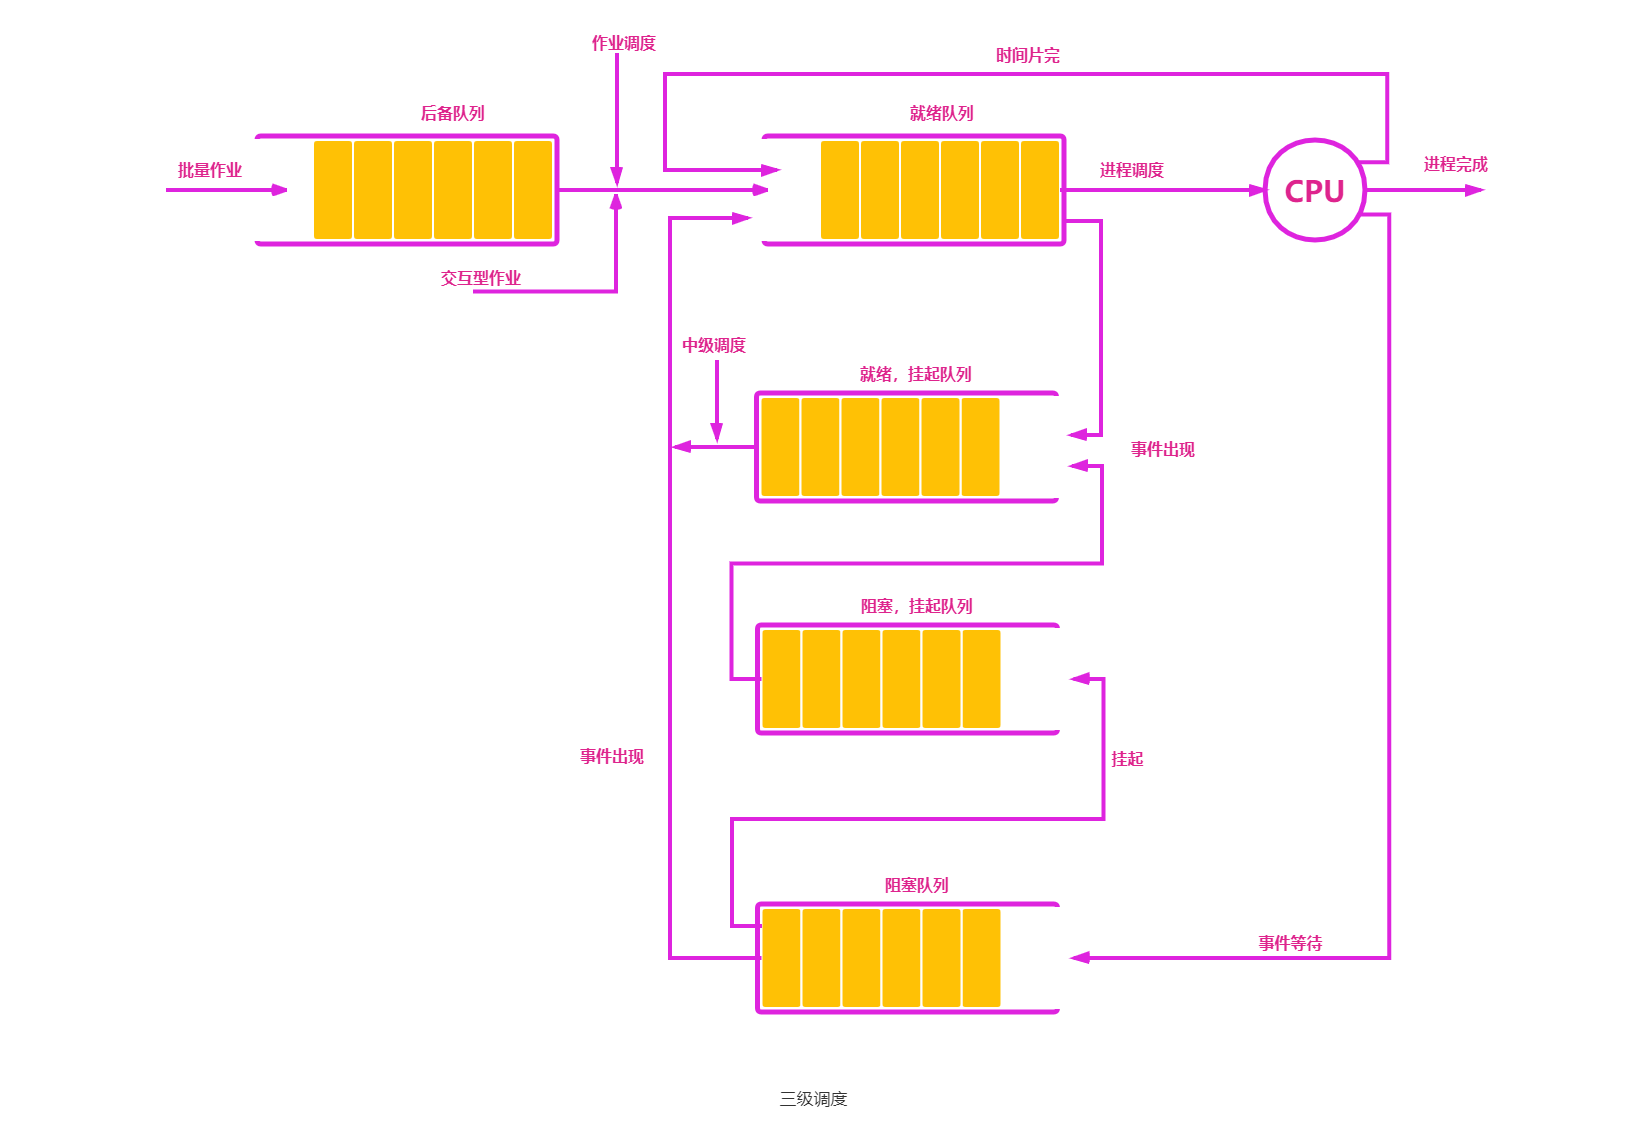 作业调度
时间片完
后备队列
就绪队列
批量作业
进程调度
CPU
进程完成
交互型作业
中级调度
就绪，挂起队列
事件出现
阻塞，挂起队列
事件出现
挂起
阻塞队列
事件等待
三级调度